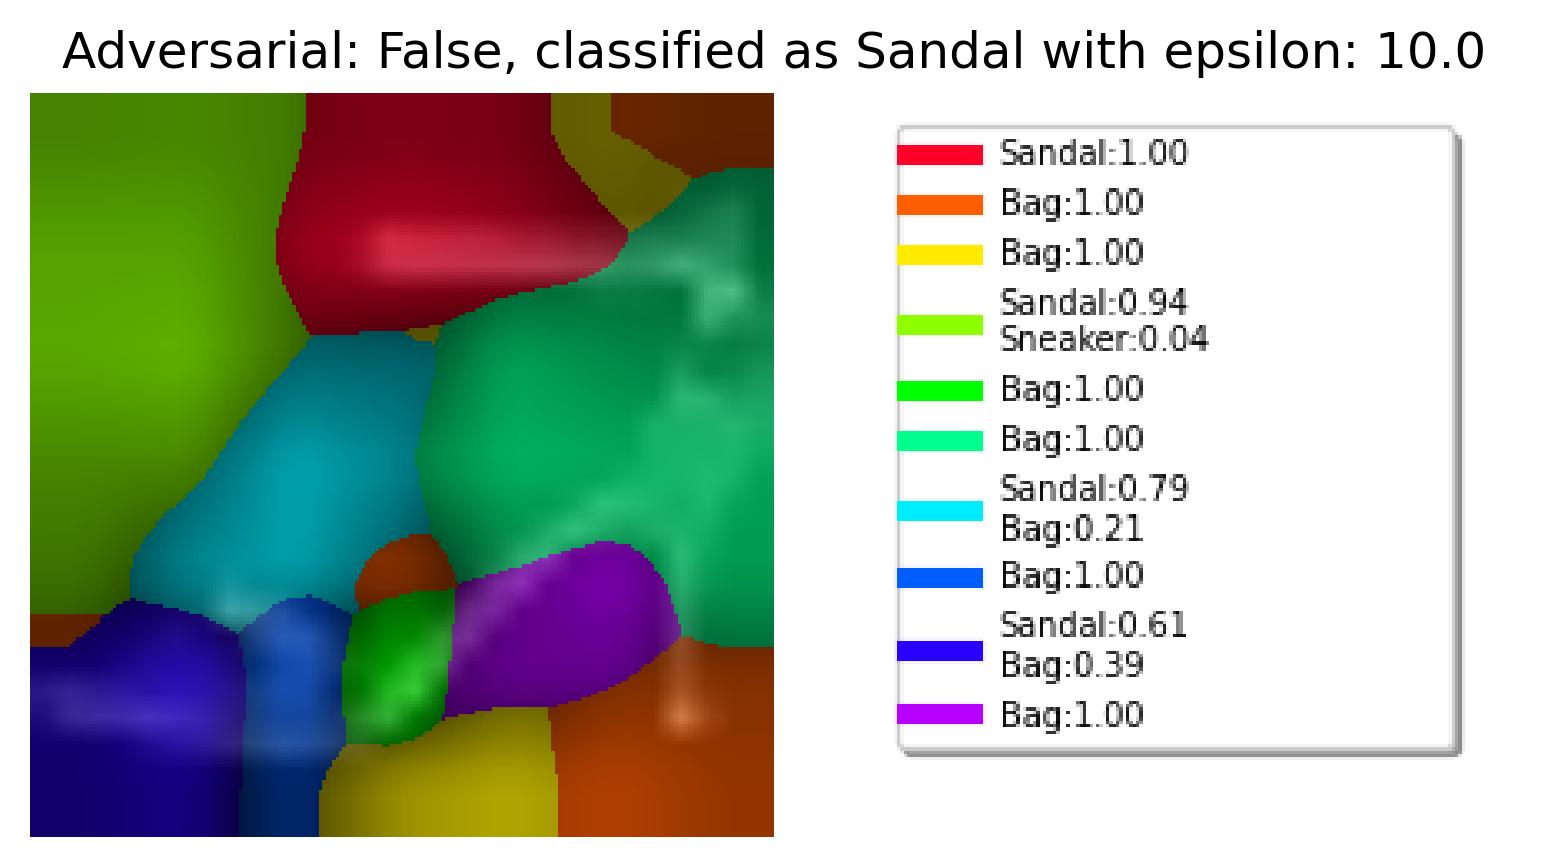 Adversarial: False, classified as Sandal with epsilon: 10.0
Sandal:1.00
Bag:1.00
Bag:1.00
Sandal:0.94
Sneaker:0.04
Bag:1.00
Bag:1.00
Sandal:0.79
Bag:0.21
Bag:1.00
Sandal:0.61
Bag:0.39
Bag:1.00